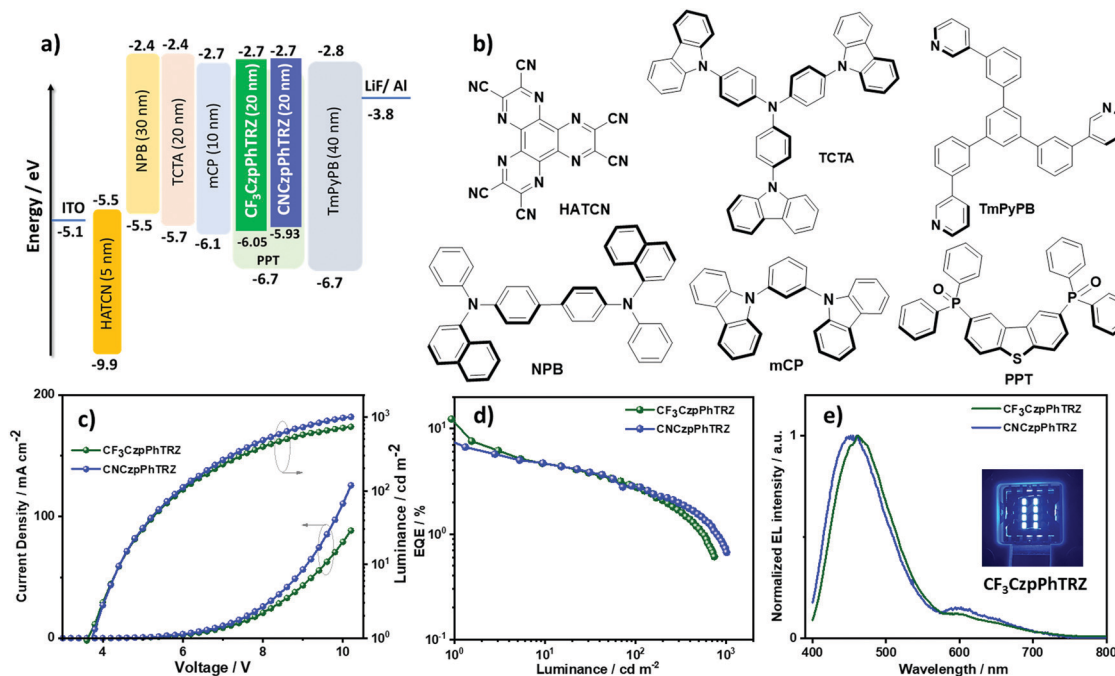 a)
Energy / eV
ITO
-5.1
-5.5
HATCN (5 nm)
-9.9
-2.4
NPB (30 nm)
-5.5
-2.4
TCTA (20 nm)
-5.7
-2.7
mCP (10 nm)
-6.1
-2.7
CF₃CzpPhTRZ (20 nm)
-6.05
-2.7
CNCzpPhTRZ (20 nm)
-5.93
PPT
-6.7
-2.8
TmPyPB (40 nm)
-6.7
LiF/ Al
-3.8
b)
CN
CN
N
N
NC
N
N
CN
NC
N
N
CN
CN
HATCN
N
N
N
N
TCTA
N
N
N
TmPyPB
N
N
NPB
N
N
mCP
O
P
O
P
S
PPT
c)
Current Density / mA cm⁻²
200
100
0
4
6
8
10
Voltage / V
CF₃CzpPhTRZ
CNCzpPhTRZ
10³
10²
10¹
10⁰
Luminance / cd m⁻²
d)
EQE / %
10¹
10⁰
10⁻¹
10⁰
10¹
10²
10³
Luminance / cd m⁻²
CF₃CzpPhTRZ
CNCzpPhTRZ
e)
Normalized EL intensity / a.u.
1
0
400
500
600
700
800
Wavelength / nm
CF₃CzpPhTRZ
CNCzpPhTRZ
CF₃CzpPhTRZ